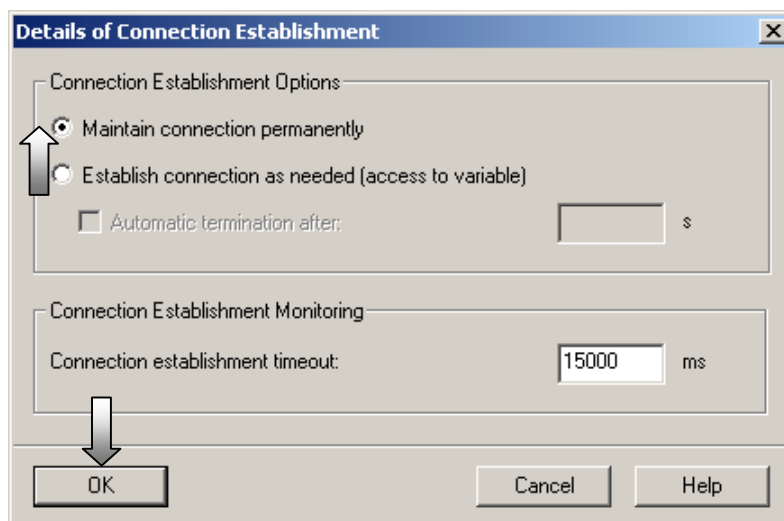 Details of Connection Establishment
Connection Establishment Options
Maintain connection permanently
Establish connection as needed (access to variable)
Automatic termination after: s
Connection Establishment Monitoring
Connection establishment timeout: 15000 ms
OK Cancel Help